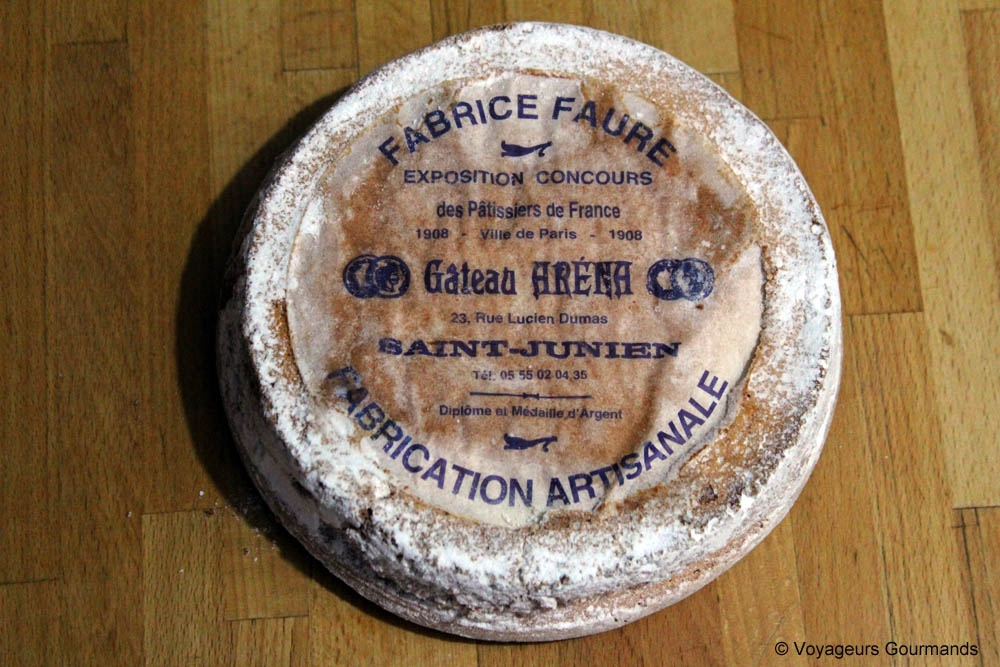 FABRICE FAURE
EXPOSITION CONCOURS
des Pâtissiers de France
1908 - Ville de Paris - 1908
Gâteau ARÉNA
23, Rue Lucien Dumas
SAINT-JUNIEN
Tél. 05 55 02 04 35
Diplôme et Médaille d'Argent
FABRICATION ARTISANALE
© Voyageurs Gourmands